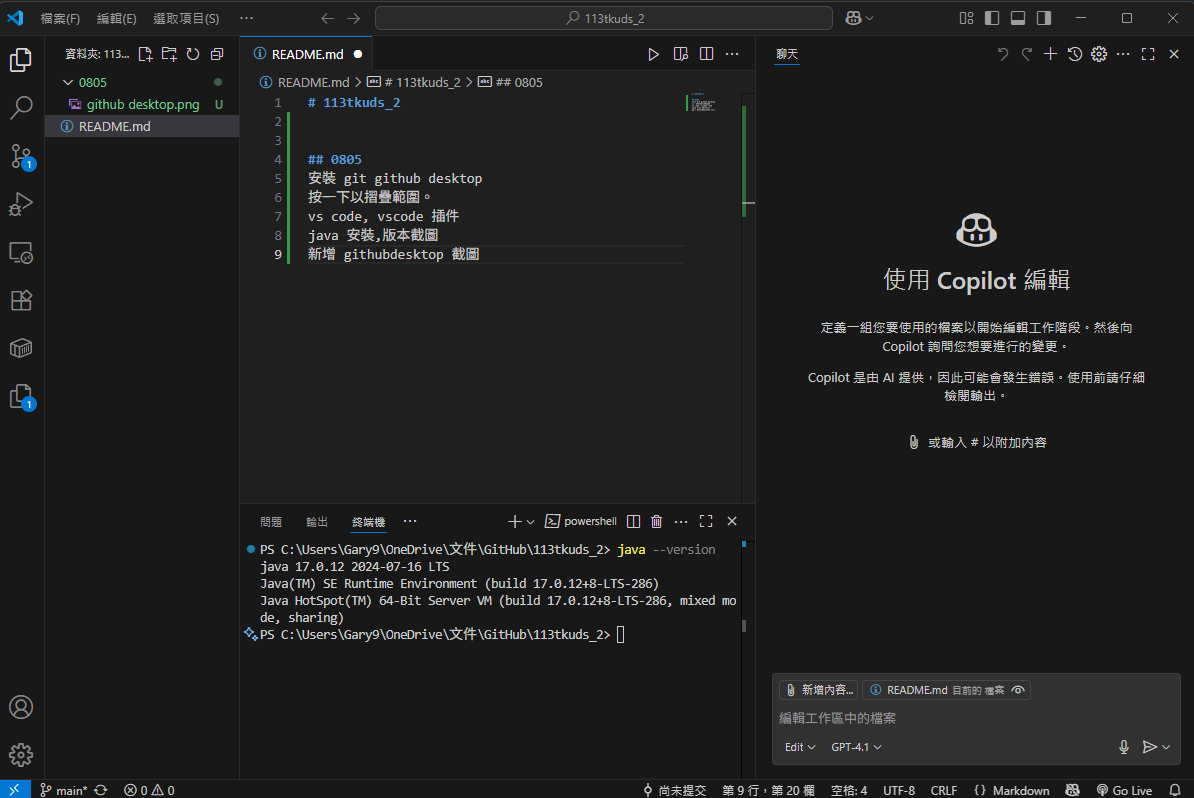 檔案(F) 編輯(E) 選取項目(S) ··· 113tkuds_2
資料夾: 113...
0805
github desktop.png U
README.md
1
1
README.md
README.md > # 113tkuds_2 > ## 0805
1 # 113tkuds_2
2
3
4 ## 0805
5 安裝 git github desktop
6 按一下以摺疊範圍。
7 vs code, vscode 插件
8 java 安裝,版本截圖
9 新增 githubdesktop 截圖
問題 輸出 終端機 ··· powershell
PS C:\Users\Gary9\OneDrive\文件\GitHub\113tkuds_2> java --version
java 17.0.12 2024-07-16 LTS
Java(TM) SE Runtime Environment (build 17.0.12+8-LTS-286)
Java HotSpot(TM) 64-Bit Server VM (build 17.0.12+8-LTS-286, mixed mo
de, sharing)
PS C:\Users\Gary9\OneDrive\文件\GitHub\113tkuds_2>
聊天
使用 Copilot 編輯
定義一組您要使用的檔案以開始編輯工作階段。然後向
Copilot 詢問您想要進行的變更。
Copilot 是由 AI 提供，因此可能會發生錯誤。使用前請仔細
檢閱輸出。
或輸入 # 以附加內容
新增內容... README.md 目前的 檔案
編輯工作區中的檔案
Edit GPT-4.1
main* 0 0 尚未提交 第 9 行，第 20 欄 空格: 4 UTF-8 CRLF {} Markdown Go Live